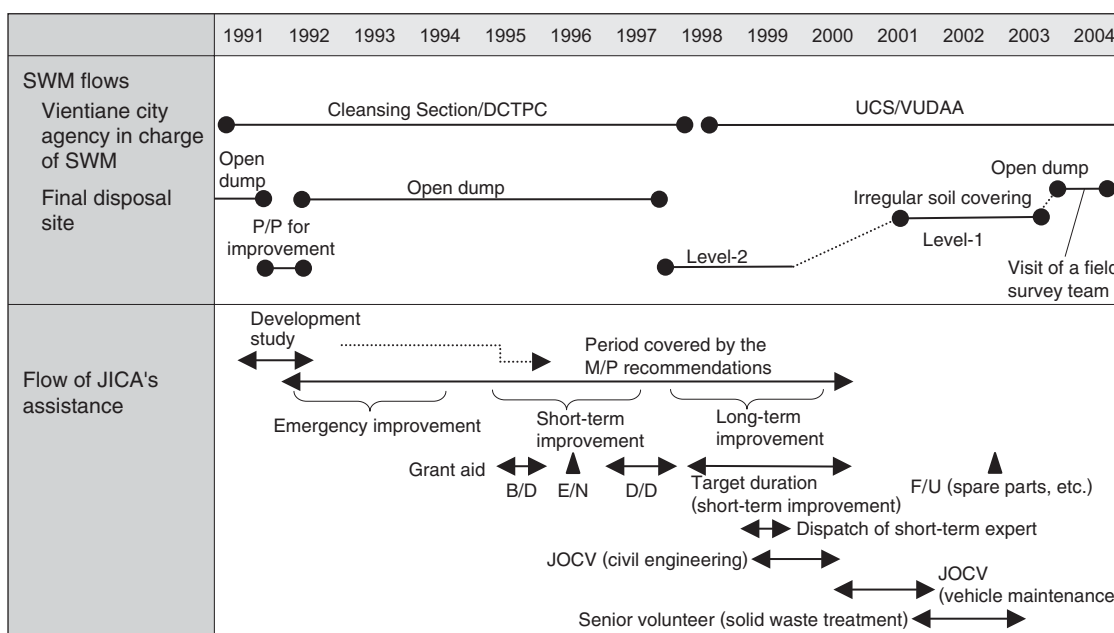 1991 1992 1993 1994 1995 1996 1997 1998 1999 2000 2001 2002 2003 2004
SWM flows
Vientiane city
agency in charge
of SWM
Cleansing Section/DCTPC
UCS/VUDAA
Final disposal
site
Open
dump
P/P for
improvement
Open dump
Level-2
Irregular soil covering
Level-1
Open dump
Visit of a field
survey team
Flow of JICA's
assistance
Development
study
Period covered by the
M/P recommendations
Emergency improvement
Short-term
improvement
Long-term
improvement
Grant aid
B/D
E/N
D/D
Target duration
(short-term improvement)
F/U (spare parts, etc.)
Dispatch of short-term expert
JOCV (civil engineering)
JOCV
(vehicle maintenance
Senior volunteer (solid waste treatment)